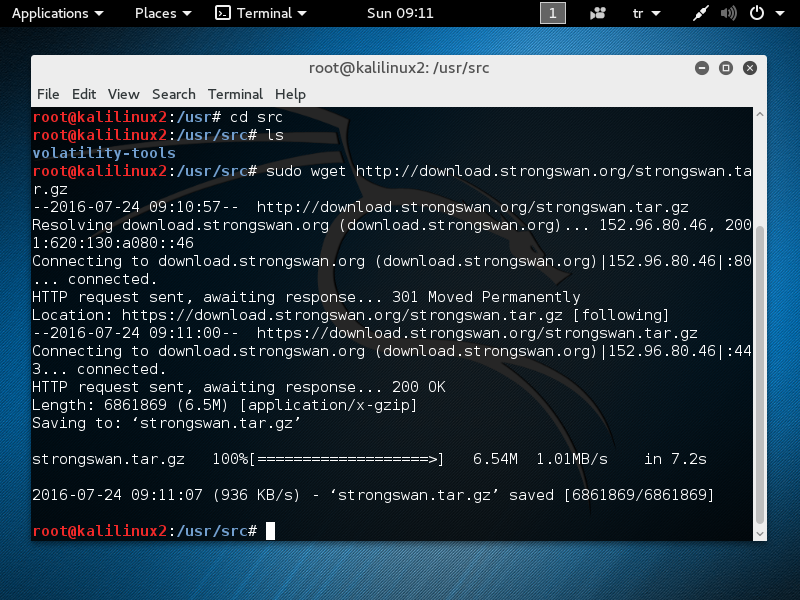 Applications Places Terminal Sun 09:11 1 tr
root@kalilinux2: /usr/src
File Edit View Search Terminal Help
root@kalilinux2:/usr# cd src
root@kalilinux2:/usr/src# ls
volatility-tools
root@kalilinux2:/usr/src# sudo wget http://download.strongswan.org/strongswan.ta
r.gz
--2016-07-24 09:10:57--  http://download.strongswan.org/strongswan.tar.gz
Resolving download.strongswan.org (download.strongswan.org)... 152.96.80.46, 200
1:620:130:a080::46
Connecting to download.strongswan.org (download.strongswan.org)|152.96.80.46|:80
... connected.
HTTP request sent, awaiting response... 301 Moved Permanently
Location: https://download.strongswan.org/strongswan.tar.gz [following]
--2016-07-24 09:11:00--  https://download.strongswan.org/strongswan.tar.gz
Connecting to download.strongswan.org (download.strongswan.org)|152.96.80.46|:44
3... connected.
HTTP request sent, awaiting response... 200 OK
Length: 6861869 (6.5M) [application/x-gzip]
Saving to: ‘strongswan.tar.gz’
strongswan.tar.gz   100%[===================>]   6.54M  1.01MB/s    in 7.2s
2016-07-24 09:11:07 (936 KB/s) - ‘strongswan.tar.gz’ saved [6861869/6861869]
root@kalilinux2:/usr/src#